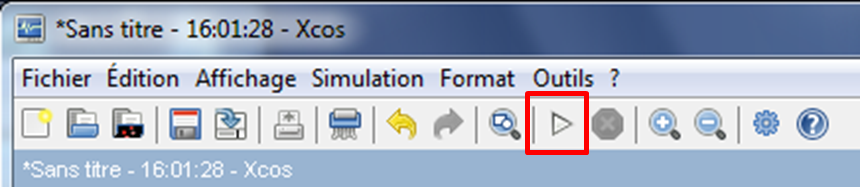 *Sans titre - 16:01:28 - Xcos
Fichier Édition Affichage Simulation Format Outils ?
*Sans titre - 16:01:28 - Xcos